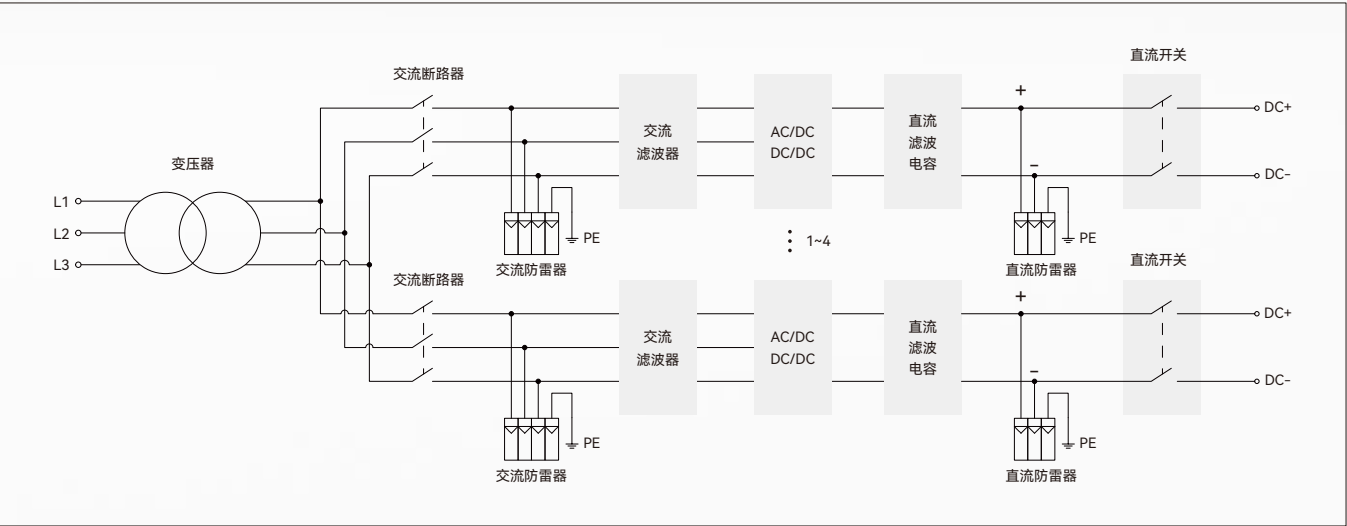 直流开关
交流断路器
+
DC+
交流
滤波器
AC/DC
DC/DC
直流
滤波
电容
变压器
−
DC−
L1
L2
L3
PE
1~4
PE
交流防雷器
直流防雷器
直流开关
交流断路器
+
DC+
交流
滤波器
AC/DC
DC/DC
直流
滤波
电容
−
DC−
PE
PE
交流防雷器
直流防雷器